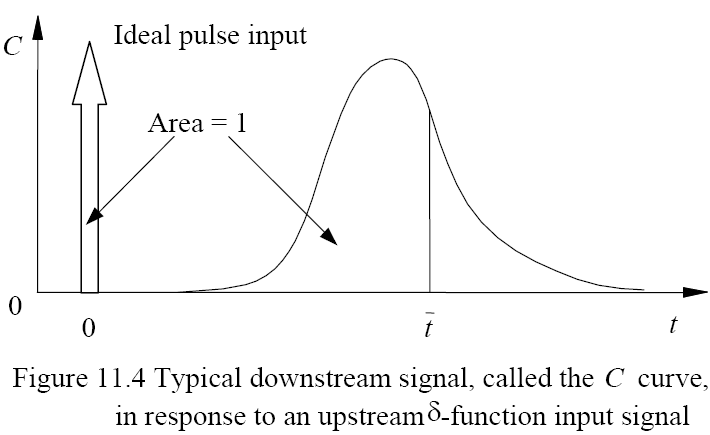 C
Ideal pulse input
Area = 1
0
0
t̄
t
Figure 11.4 Typical downstream signal, called the C curve,
in response to an upstream δ-function input signal